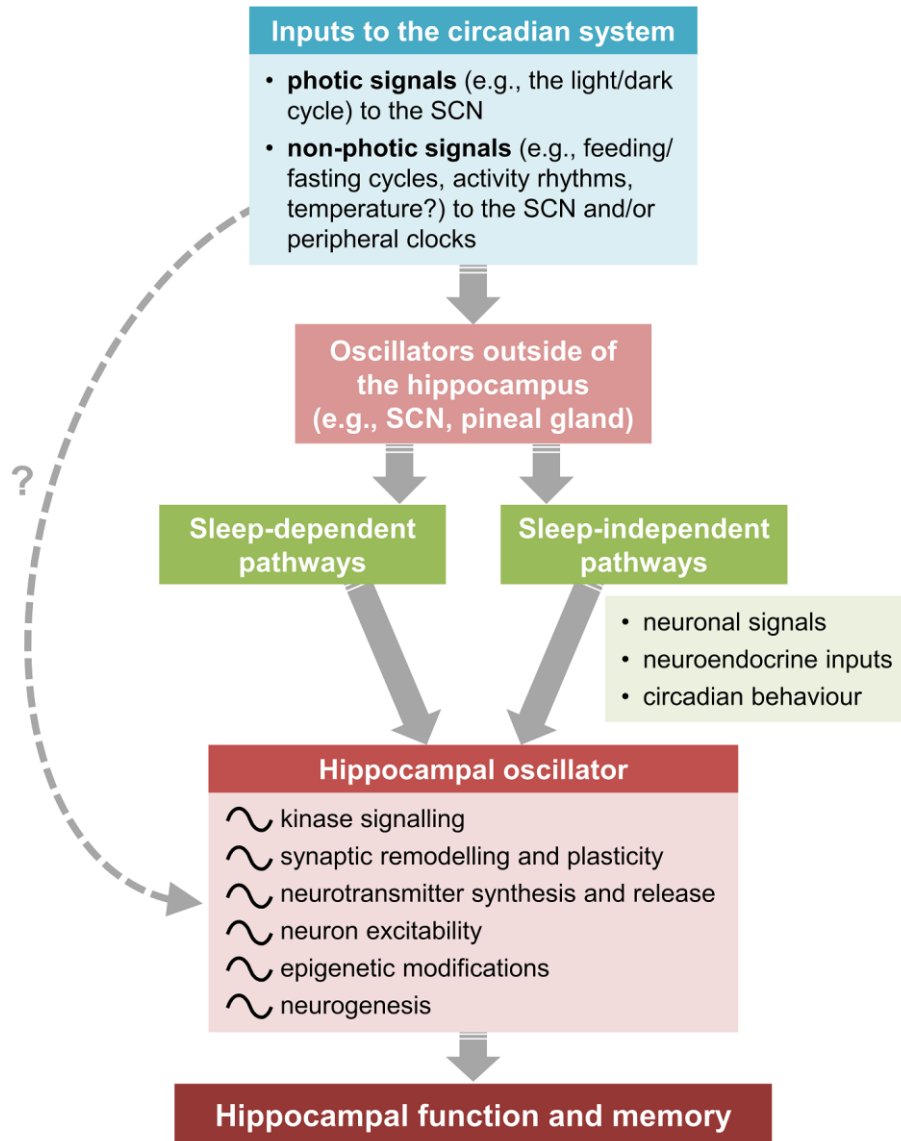 Inputs to the circadian system
• photic signals (e.g., the light/dark
cycle) to the SCN
• non-photic signals (e.g., feeding/
fasting cycles, activity rhythms,
temperature?) to the SCN and/or
peripheral clocks
Oscillators outside of
the hippocampus
(e.g., SCN, pineal gland)
?
Sleep-dependent
pathways
Sleep-independent
pathways
• neuronal signals
• neuroendocrine inputs
• circadian behaviour
Hippocampal oscillator
kinase signalling
synaptic remodelling and plasticity
neurotransmitter synthesis and release
neuron excitability
epigenetic modifications
neurogenesis
Hippocampal function and memory